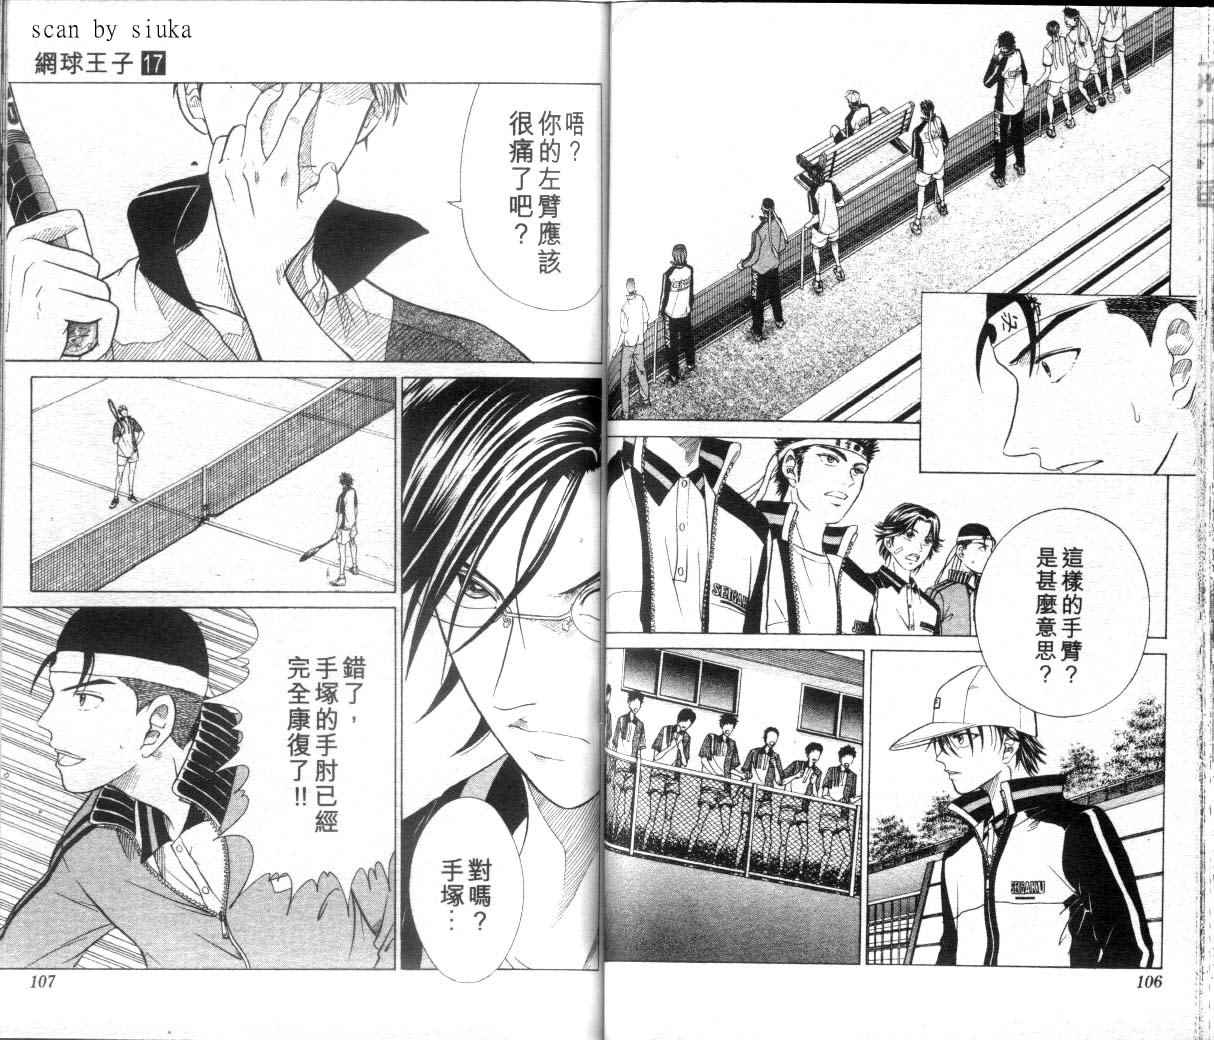 scan by siuka
網球王子 17
必
SEIGAKU
這樣的手臂？
是甚麼意思？
SEIGAKU
106
唔？
你的左臂應該
很痛了吧？
對嗎？
手塚…
錯了，
手塚的手肘已經
完全康復了!!
107